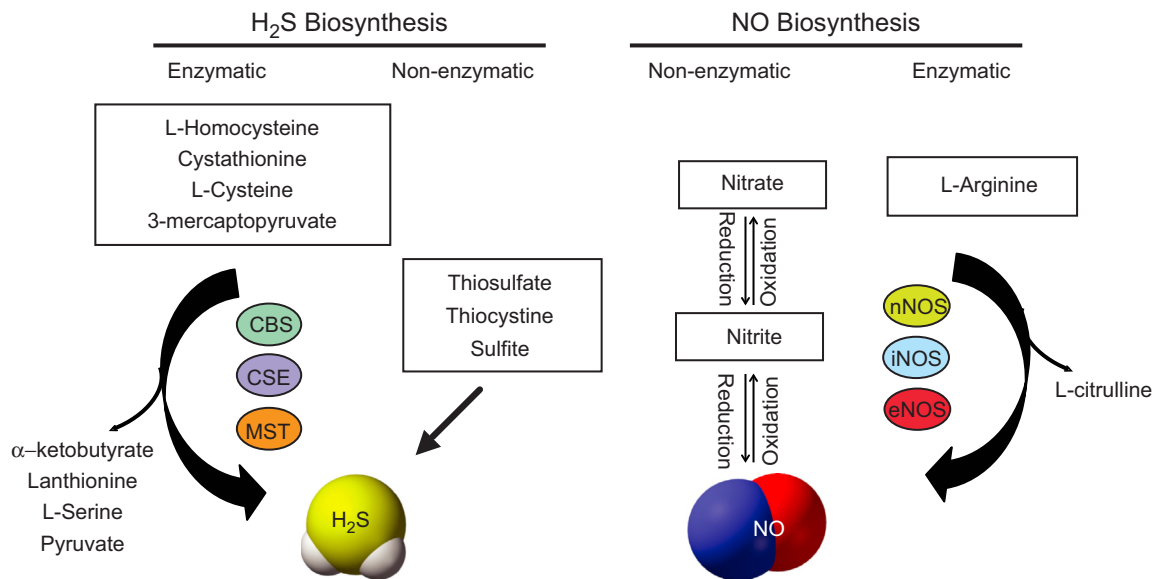 H₂S Biosynthesis
Enzymatic
Non-enzymatic
L-Homocysteine
Cystathionine
L-Cysteine
3-mercaptopyruvate
Thiosulfate
Thiocystine
Sulfite
CBS
CSE
MST
α–ketobutyrate
Lanthionine
L-Serine
Pyruvate
H₂S
NO Biosynthesis
Non-enzymatic
Enzymatic
Nitrate
Reduction
Oxidation
Nitrite
Reduction
Oxidation
NO
L-Arginine
nNOS
iNOS
eNOS
L-citrulline